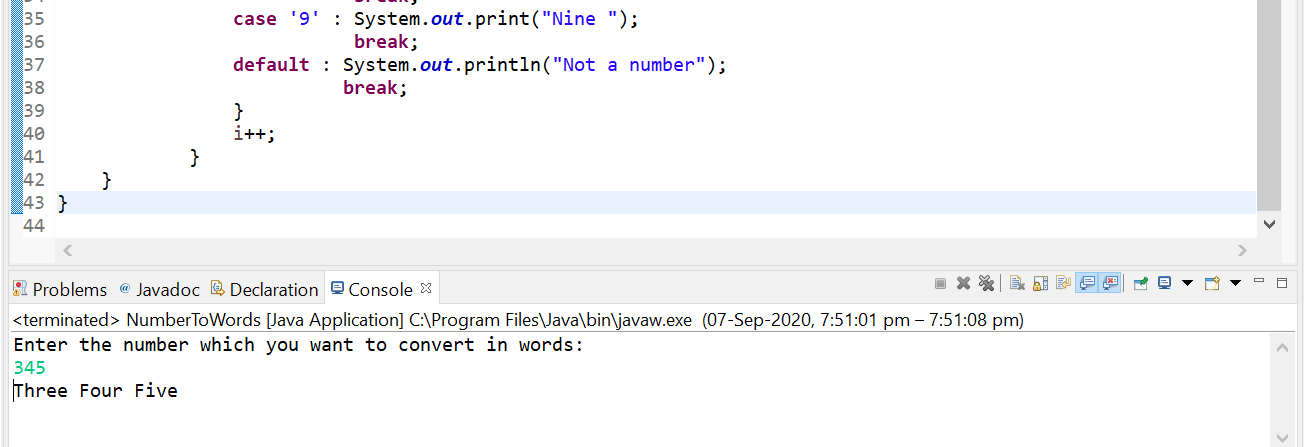 34 break;
35 case '9' : System.out.print("Nine ");
36 break;
37 default : System.out.println("Not a number");
38 break;
39 }
40 i++;
41 }
42 }
43 }
44
Problems @ Javadoc Declaration Console
<terminated> NumberToWords [Java Application] C:\Program Files\Java\bin\javaw.exe (07-Sep-2020, 7:51:01 pm – 7:51:08 pm)
Enter the number which you want to convert in words:
345
Three Four Five